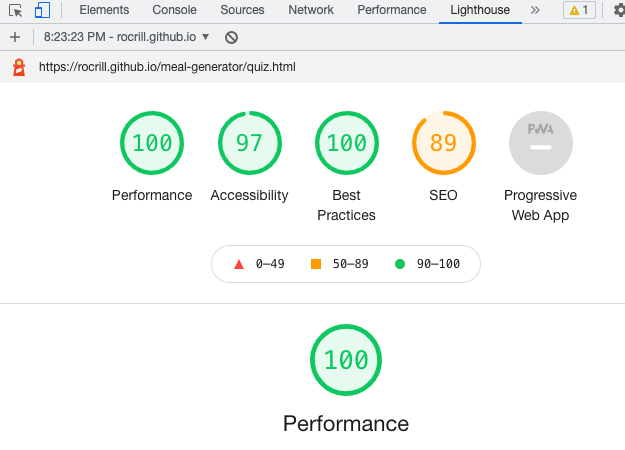 Elements Console Sources Network Performance Lighthouse » 1
+ 8:23:23 PM - rocrill.github.io ▼
https://rocrill.github.io/meal-generator/quiz.html
100 97 100 89 PWA
Performance Accessibility Best Practices SEO Progressive Web App
0–49 50–89 90–100
100
Performance